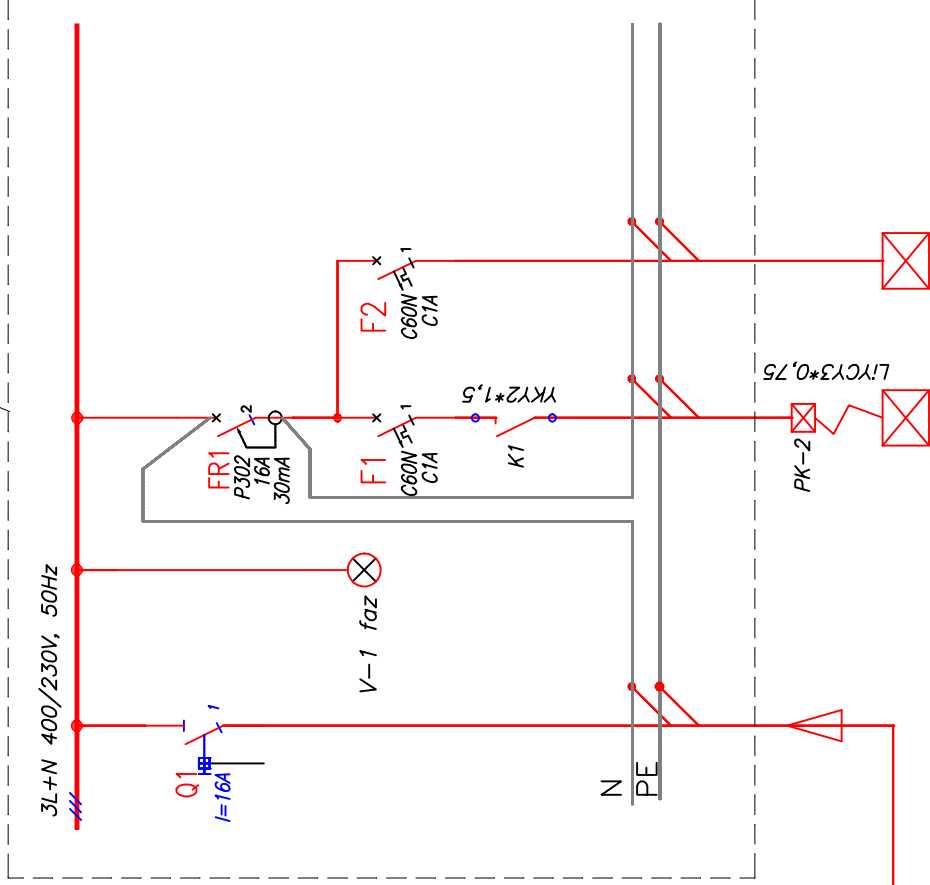 3L+N 400/230V, 50Hz
Q1
I=16A
1
V-1 faz
FR1
P302
16A
30mA
2
F1
C60N
C1A
1
F2
C60N
C1A
1
YKY2*1,5
K1
N
PE
PK-2
LiYCY3*0,75